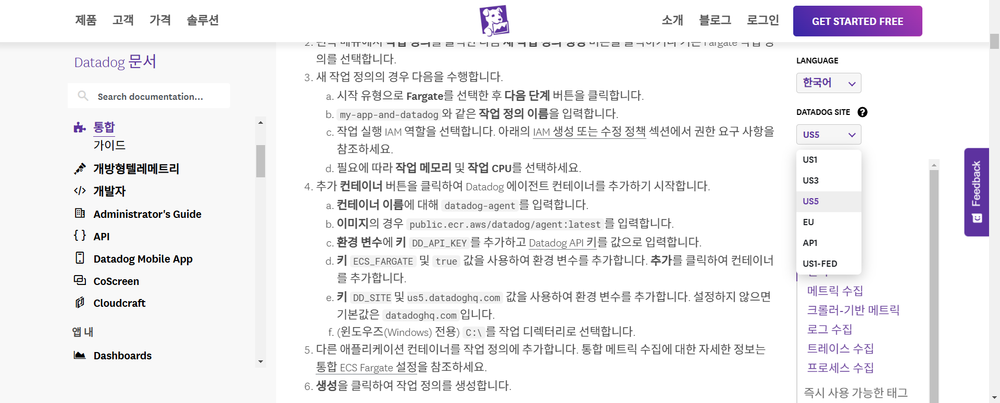 제품 고객 가격 솔루션 소개 블로그 로그인 GET STARTED FREE
Datadog 문서
Search documentation...
통합
가이드
개방형텔레메트리
개발자
Administrator's Guide
API
Datadog Mobile App
CoScreen
Cloudcraft
앱 내
Dashboards
의를 선택합니다.
3. 새 작업 정의의 경우 다음을 수행합니다.
a. 시작 유형으로 Fargate를 선택한 후 다음 단계 버튼을 클릭합니다.
b. my-app-and-datadog 와 같은 작업 정의 이름을 입력합니다.
c. 작업 실행 IAM 역할을 선택합니다. 아래의 IAM 생성 또는 수정 정책 섹션에서 권한 요구 사항을
참조하세요.
d. 필요에 따라 작업 메모리 및 작업 CPU를 선택하세요.
4. 추가 컨테이너 버튼을 클릭하여 Datadog 에이전트 컨테이너를 추가하기 시작합니다.
a. 컨테이너 이름에 대해 datadog-agent 를 입력합니다.
b. 이미지의 경우 public.ecr.aws/datadog/agent:latest 를 입력합니다.
c. 환경 변수에 키 DD_API_KEY 를 추가하고 Datadog API 키를 값으로 입력합니다.
d. 키 ECS_FARGATE 및 true 값을 사용하여 환경 변수를 추가합니다. 추가를 클릭하여 컨테이너
를 추가합니다.
e. 키 DD_SITE 및 us5.datadoghq.com 값을 사용하여 환경 변수를 추가합니다. 설정하지 않으면
기본값은 datadoghq.com 입니다.
f. (윈도우즈(Windows) 전용) C:\ 를 작업 디렉터리로 선택합니다.
5. 다른 애플리케이션 컨테이너를 작업 정의에 추가합니다. 통합 메트릭 수집에 대한 자세한 정보는
통합 ECS Fargate 설정을 참조하세요.
6. 생성을 클릭하여 작업 정의를 생성합니다.
LANGUAGE
한국어
DATADOG SITE ?
US5
US1
US3
US5
EU
AP1
US1-FED
메트릭 수집
크롤러-기반 메트릭
로그 수집
트레이스 수집
프로세스 수집
즉시 사용 가능한 태그
Feedback